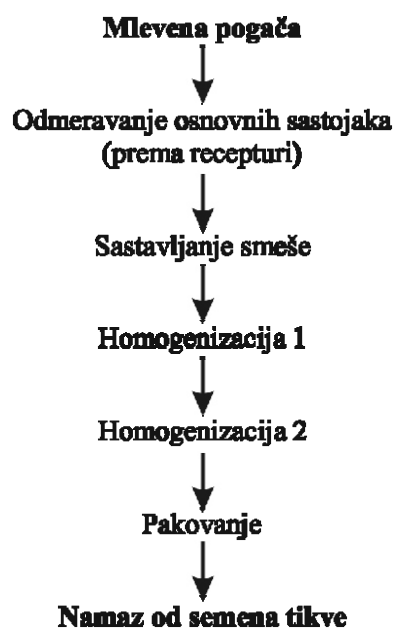 Mlevena pogača
Odmeravanje osnovnih sastojaka
(prema recepturi)
Sastavljanje smeše
Homogenizacija 1
Homogenizacija 2
Pakovanje
Namaz od semena tikve